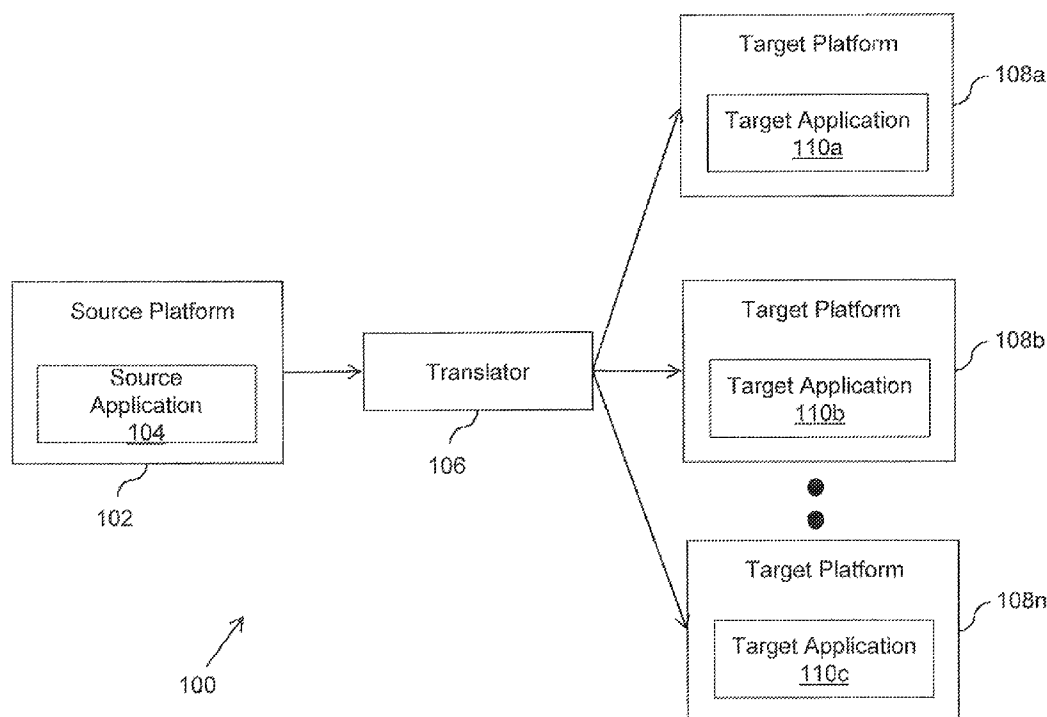 Target Platform
108a
Target Application
110a
Source Platform
Source
Application
104
102
Translator
106
Target Platform
108b
Target Application
110b
Target Platform
108n
Target Application
110c
100